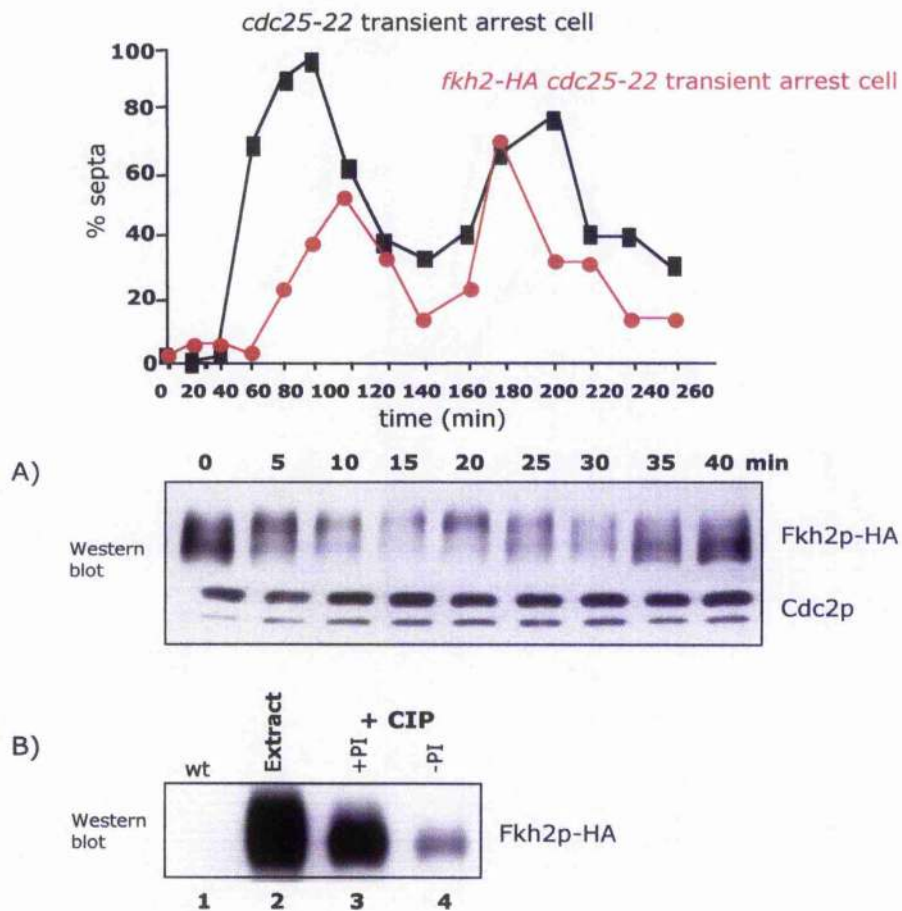 cdc25-22 transient arrest cell
fkh2-HA cdc25-22 transient arrest cell
100
80
60
40
20
0
% septa
0 20 40 60 80 100 120 140 160 180 200 220 240 260
time (min)
A)
0 5 10 15 20 25 30 35 40 min
Western
blot
Fkh2p-HA
Cdc2p
B)
wt
Extract
+ CIP
+PI
-PI
Western
blot
Fkh2p-HA
1 2 3 4